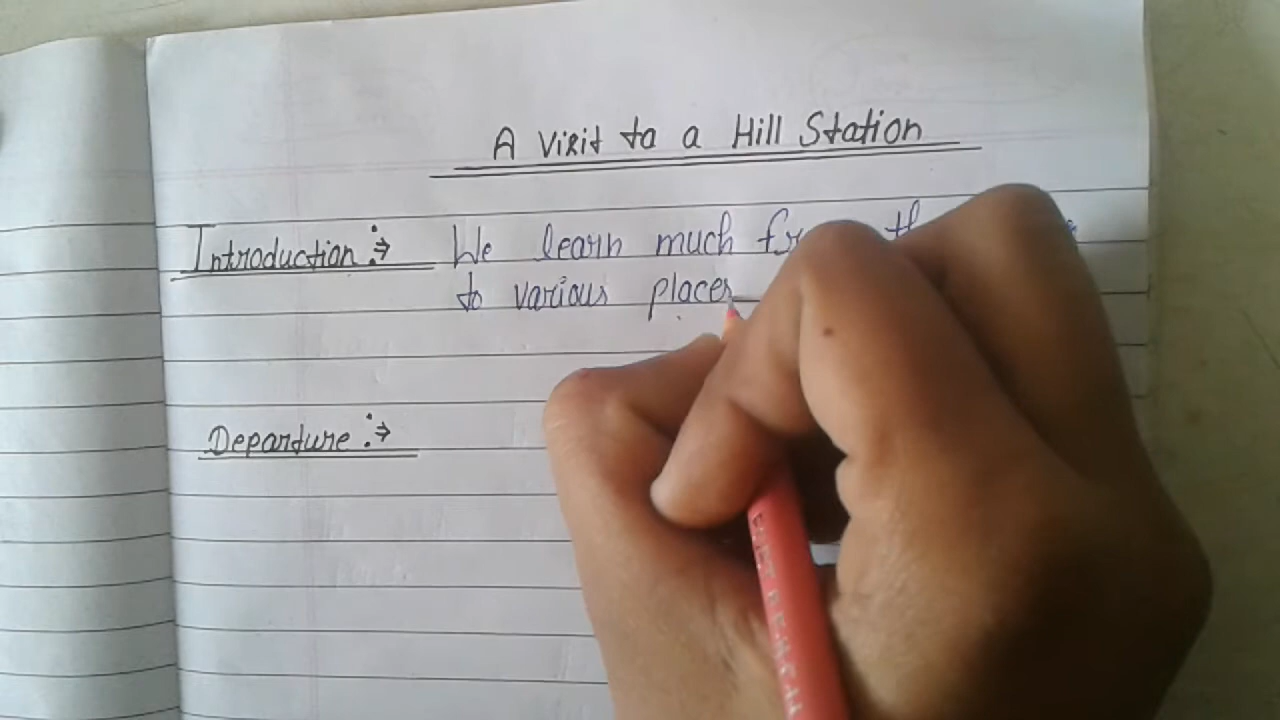 A Visit to a Hill Station
Introduction :→ We learn much
to various places
Departure :→